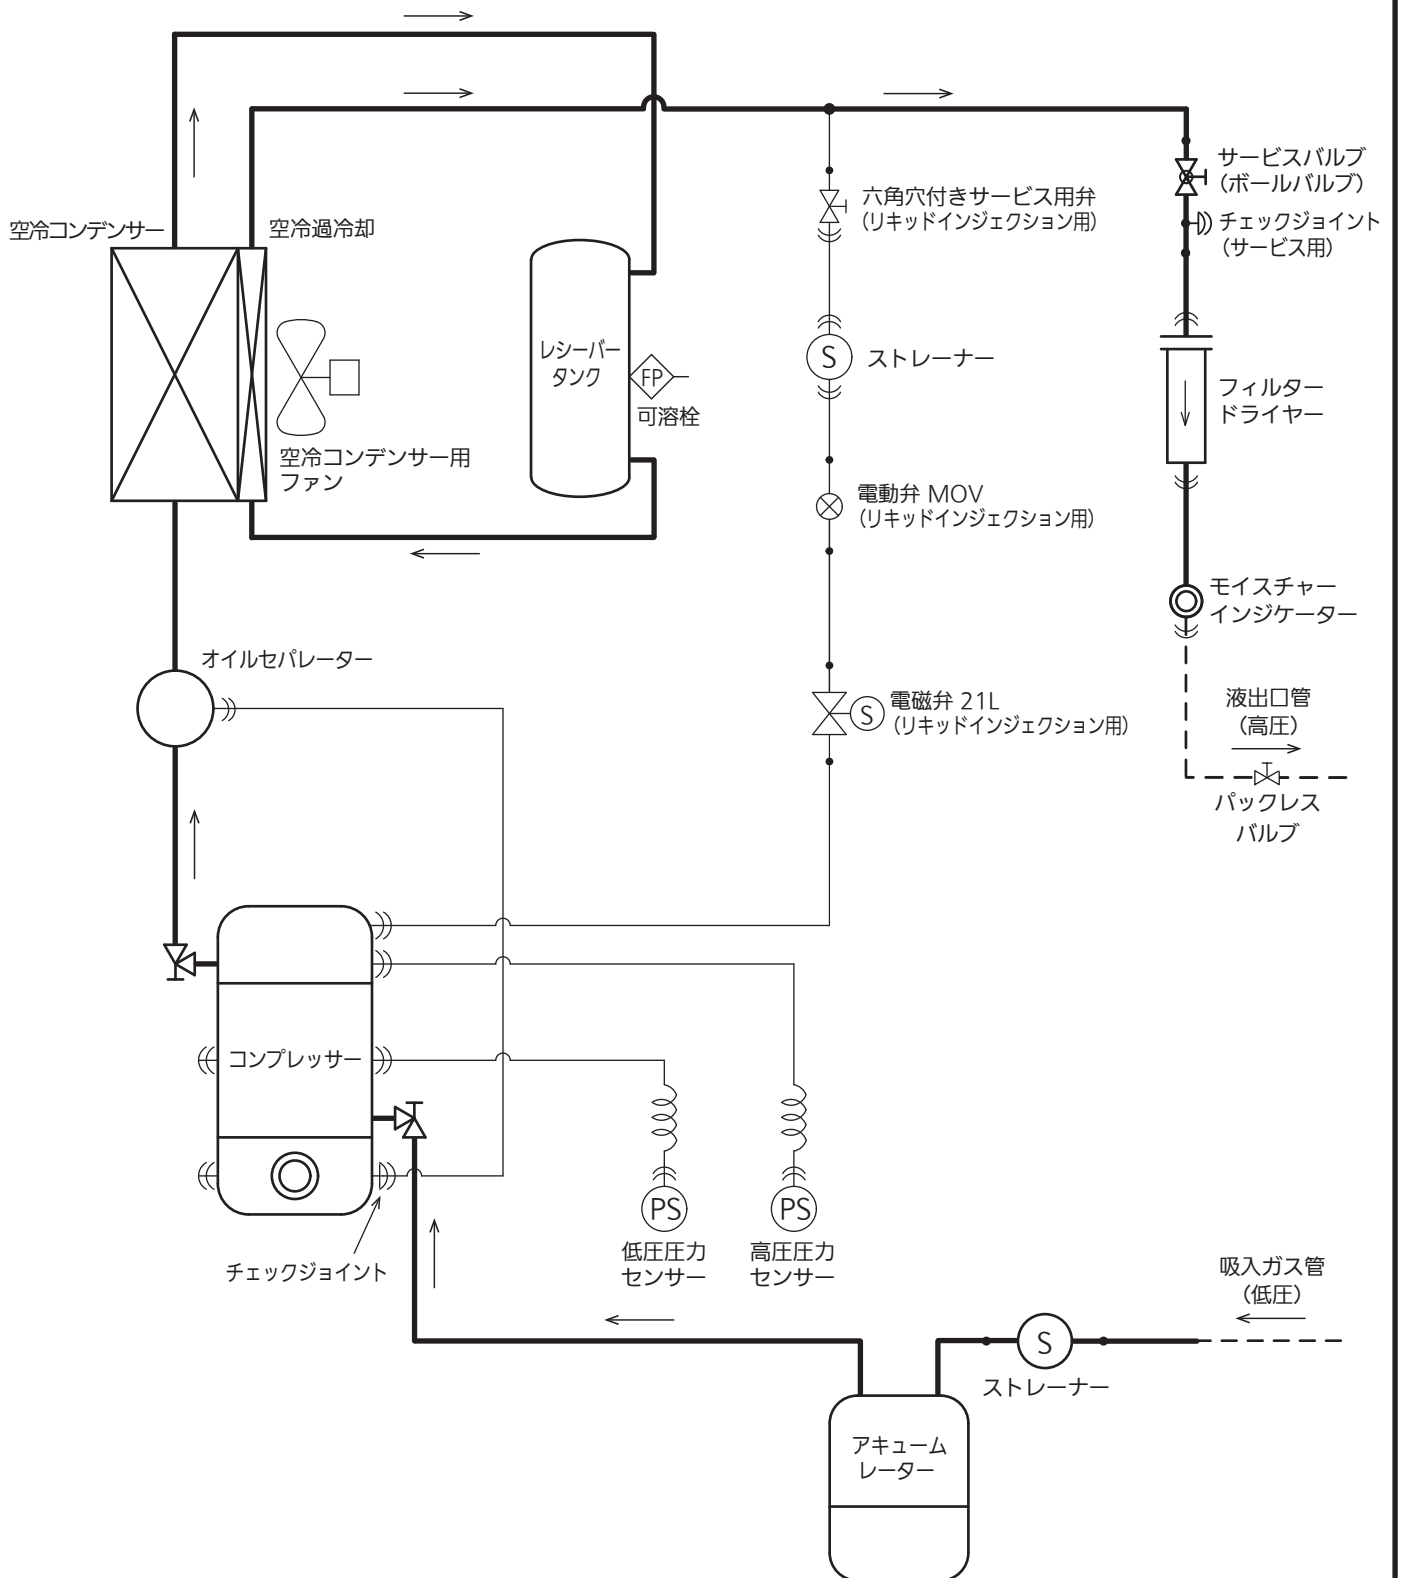 空冷コンデンサー
空冷過冷却
空冷コンデンサー用
ファン
レシーバー
タンク
FP
可溶栓
六角穴付きサービス用弁
(リキッドインジェクション用)
S
ストレーナー
電動弁 MOV
(リキッドインジェクション用)
S
電磁弁 21L
(リキッドインジェクション用)
サービスバルブ
(ボールバルブ)
チェックジョイント
(サービス用)
フィルター
ドライヤー
モイスチャー
インジケーター
液出口管
(高圧)
パックレス
バルブ
オイルセパレーター
コンプレッサー
チェックジョイント
PS
低圧圧力
センサー
PS
高圧圧力
センサー
吸入ガス管
(低圧)
S
ストレーナー
アキューム
レーター